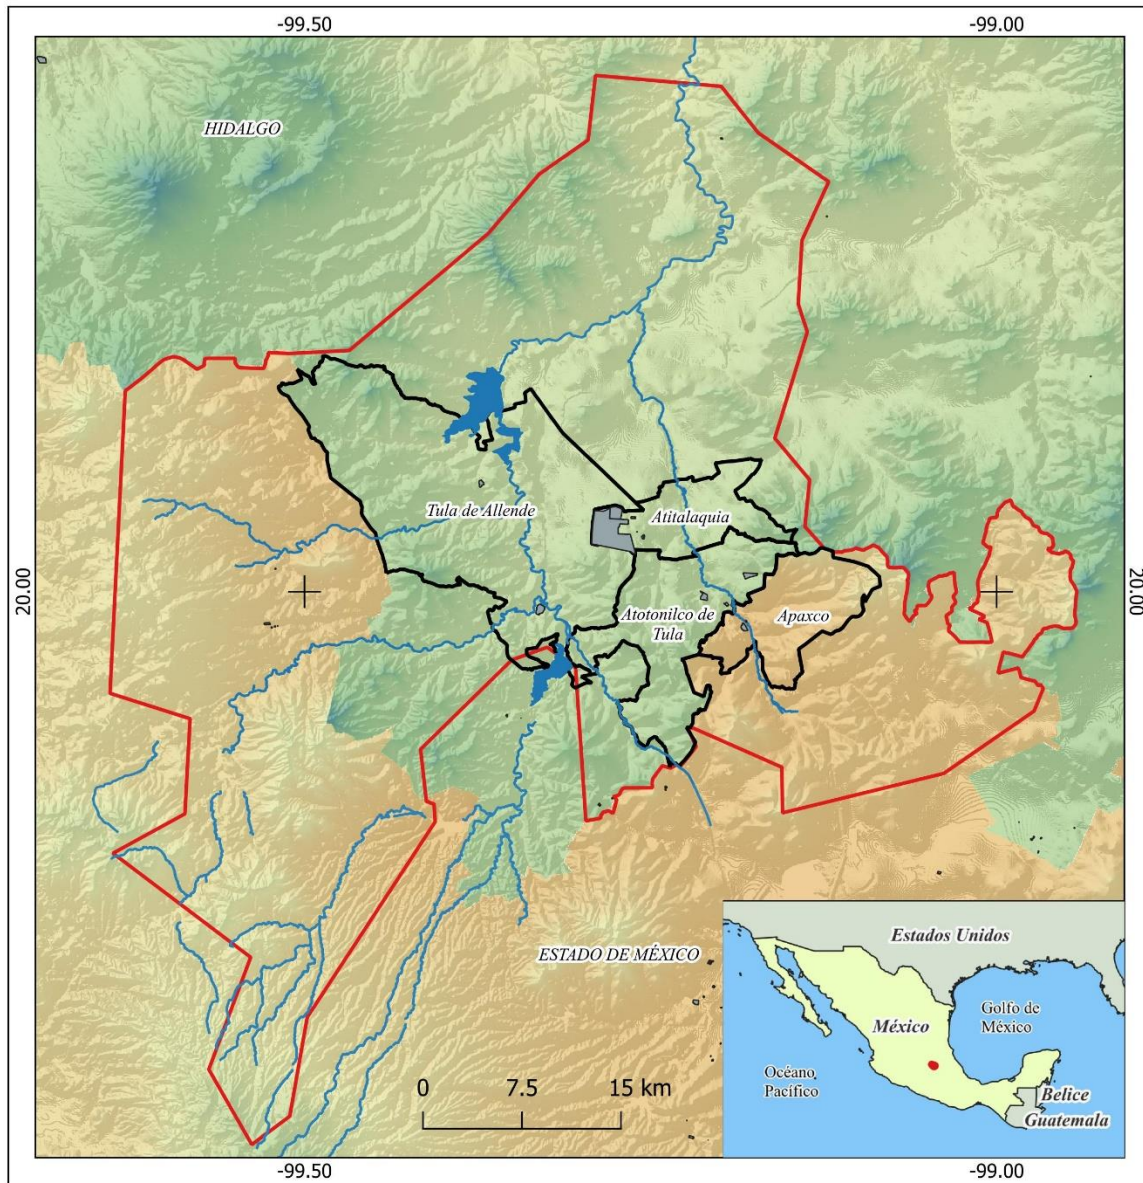 -99.50
-99.00
HIDALGO
Tula de Allende
Atitalaquia
20.00
20.00
Atotonilco de
Tula
Apaxco
ESTADO DE MÉXICO
Estados Unidos
Golfo de
México
México
Océano
Pacífico
Belice
Guatemala
0
7.5
15 km
-99.50
-99.00